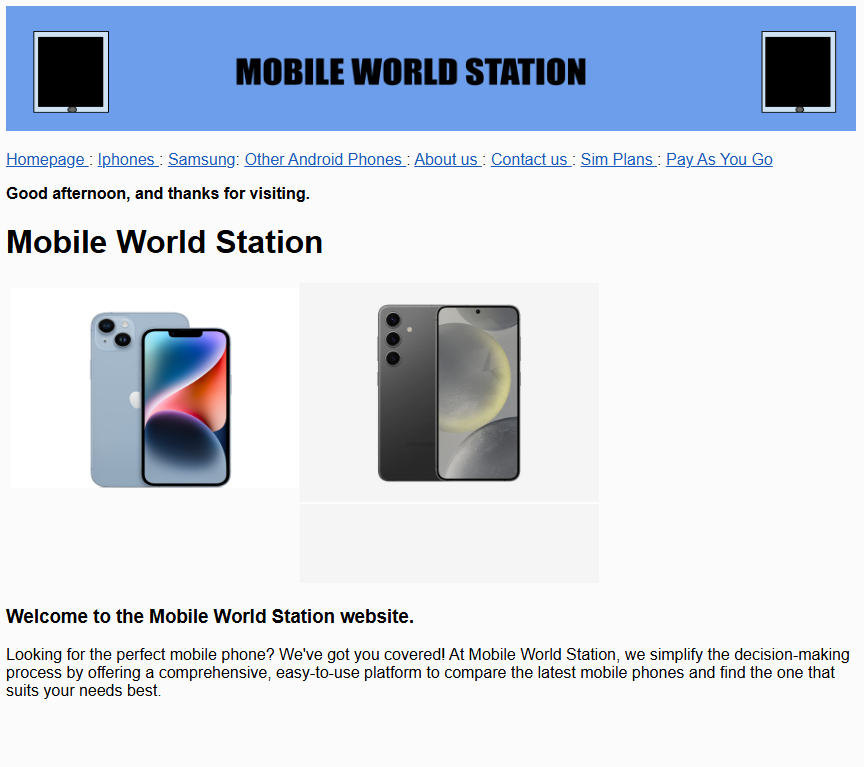 MOBILE WORLD STATION
Homepage : Iphones : Samsung: Other Android Phones : About us : Contact us : Sim Plans : Pay As You Go
Good afternoon, and thanks for visiting.
Mobile World Station
Welcome to the Mobile World Station website.
Looking for the perfect mobile phone? We've got you covered! At Mobile World Station, we simplify the decision-making
process by offering a comprehensive, easy-to-use platform to compare the latest mobile phones and find the one that
suits your needs best.